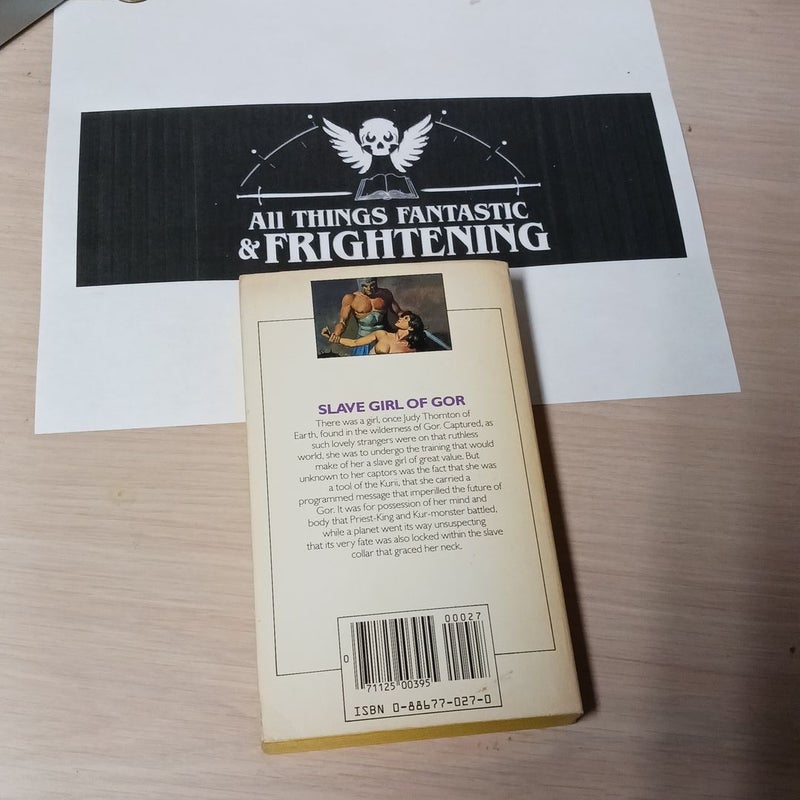 All THINGS FANTASTIC
& FRIGHTENING
SLAVE GIRL OF GOR
There was a girl, once Judy Thornton of
Earth, found in the wilderness of Gor. Captured, as
such lovely strangers were on that ruthless
world, she was to undergo the training that would
make of her a slave girl of great value. But
unknown to her captors was the fact that she was
a tool of the Kurii, that she carried a
programmed message that imperilled the future of
Gor. It was for possession of her mind and
body that Priest-King and Kur-monster battled,
while a planet went its way unsuspecting
that its very fate was also locked within the slave
collar that graced her neck.
00027
0
71125 00395
ISBN 0-88677-027-0